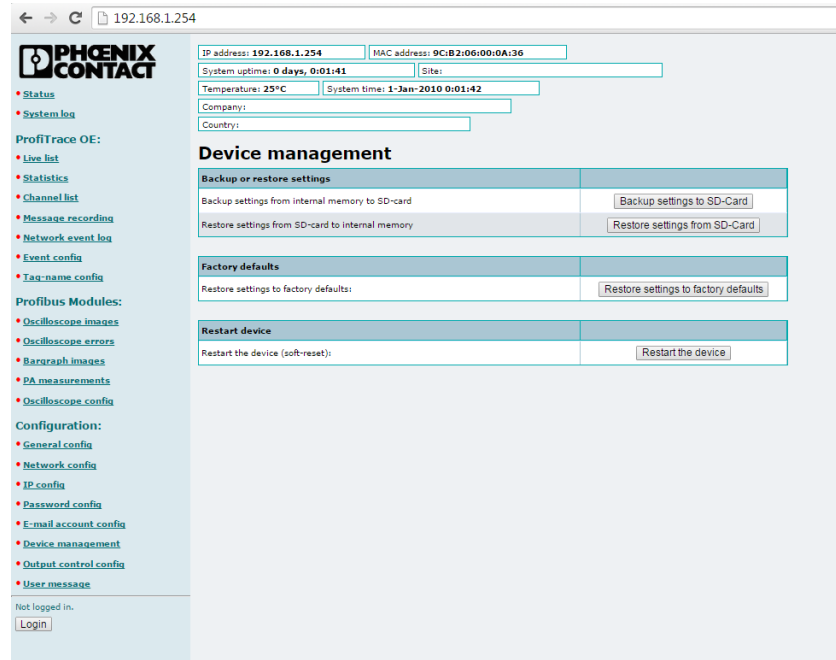 192.168.1.254
PHŒNIX
CONTACT
• Status
• System log
ProfiTrace OE:
• Live list
• Statistics
• Channel list
• Message recording
• Network event log
• Event config
• Tag-name config
Profibus Modules:
• Oscilloscope images
• Oscilloscope errors
• Bargraph images
• PA measurements
• Oscilloscope config
Configuration:
• General config
• Network config
• IP config
• Password config
• E-mail account config
• Device management
• Output control config
• User message
Not logged in.
Login
IP address: 192.168.1.254 MAC address: 9C:B2:06:00:0A:36
System uptime: 0 days, 0:01:41 Site:
Temperature: 25°C System time: 1-Jan-2010 0:01:42
Company:
Country:
Device management
Backup or restore settings
Backup settings from internal memory to SD-card Backup settings to SD-Card
Restore settings from SD-card to internal memory Restore settings from SD-Card
Factory defaults
Restore settings to factory defaults: Restore settings to factory defaults
Restart device
Restart the device (soft-reset): Restart the device